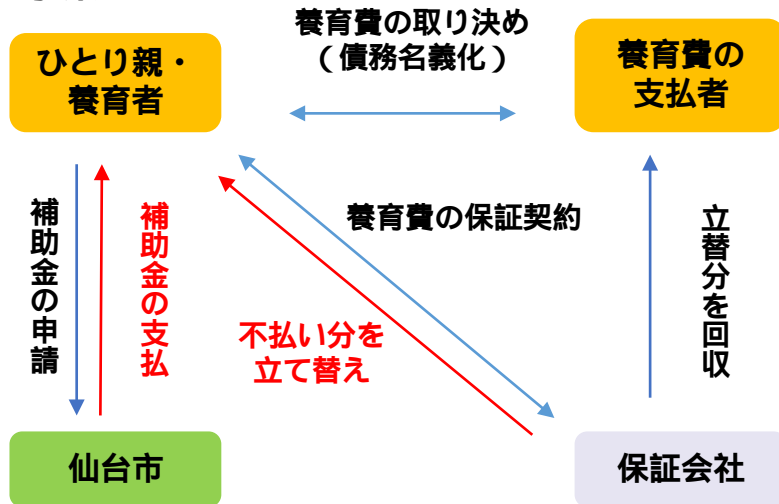 養育費の取り決め
（債務名義化）
ひとり親・
養育者
養育費の
支払者
補助金の申請
補助金の支払
養育費の保証契約
不払い分を
立て替え
立替分を回収
仙台市
保証会社